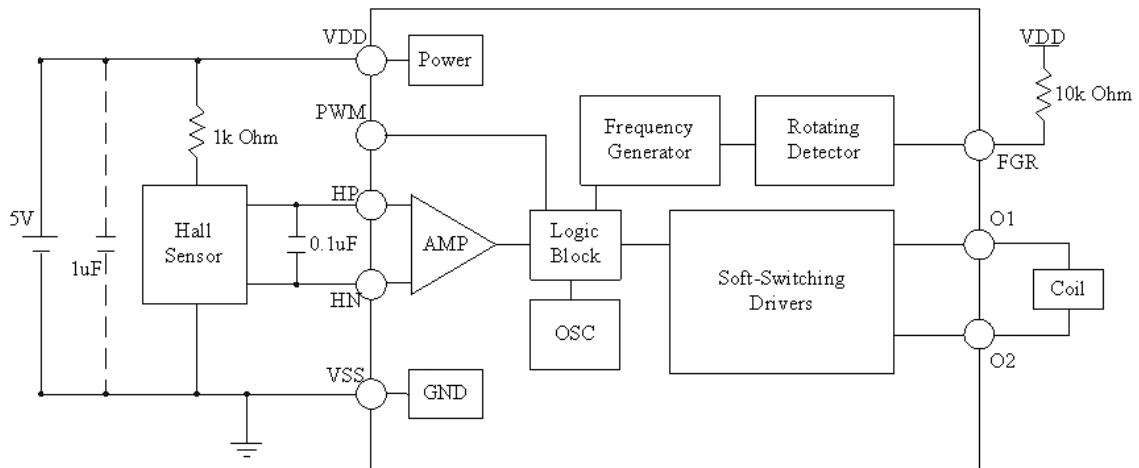 VDD
Power
VDD
10k Ohm
PWM
1k Ohm
Frequency
Generator
Rotating
Detector
FGR
HP
5V
1uF
Hall
Sensor
0.1uF
AMP
Logic
Block
Soft-Switching
Drivers
O1
Coil
HN
OSC
O2
VSS
GND